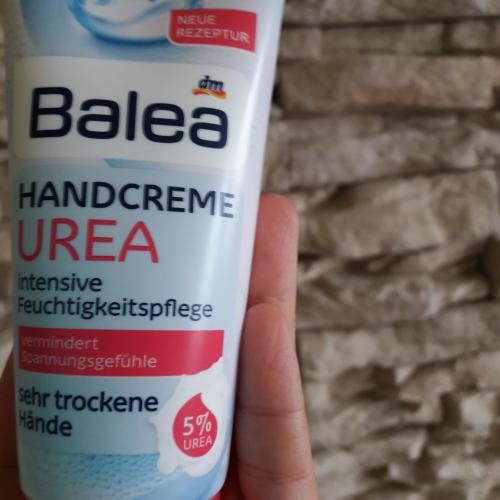 NEUE
REZEPTUR
dm
Balea
HANDCREME
UREA
intensive
Feuchtigkeitspflege
vermindert
Spannungsgefühle
sehr trockene
Hände
5%
UREA